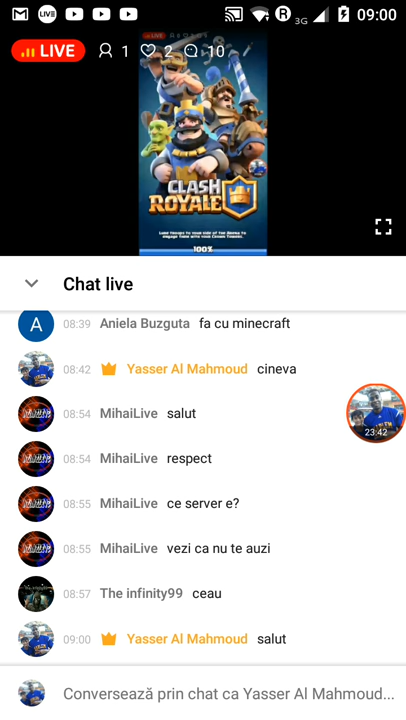 LIVE
3G
09:00
LIVE
1
2
10
CLASH
ROYALE
100%
Chat live
A
08:39 Aniela Buzguta fa cu minecraft
08:42 Yasser Al Mahmoud cineva
08:54 MihaiLive salut
23:42
08:54 MihaiLive respect
08:55 MihaiLive ce server e?
08:55 MihaiLive vezi ca nu te auzi
08:57 The infinity99 ceau
09:00 Yasser Al Mahmoud salut
Conversează prin chat ca Yasser Al Mahmoud...